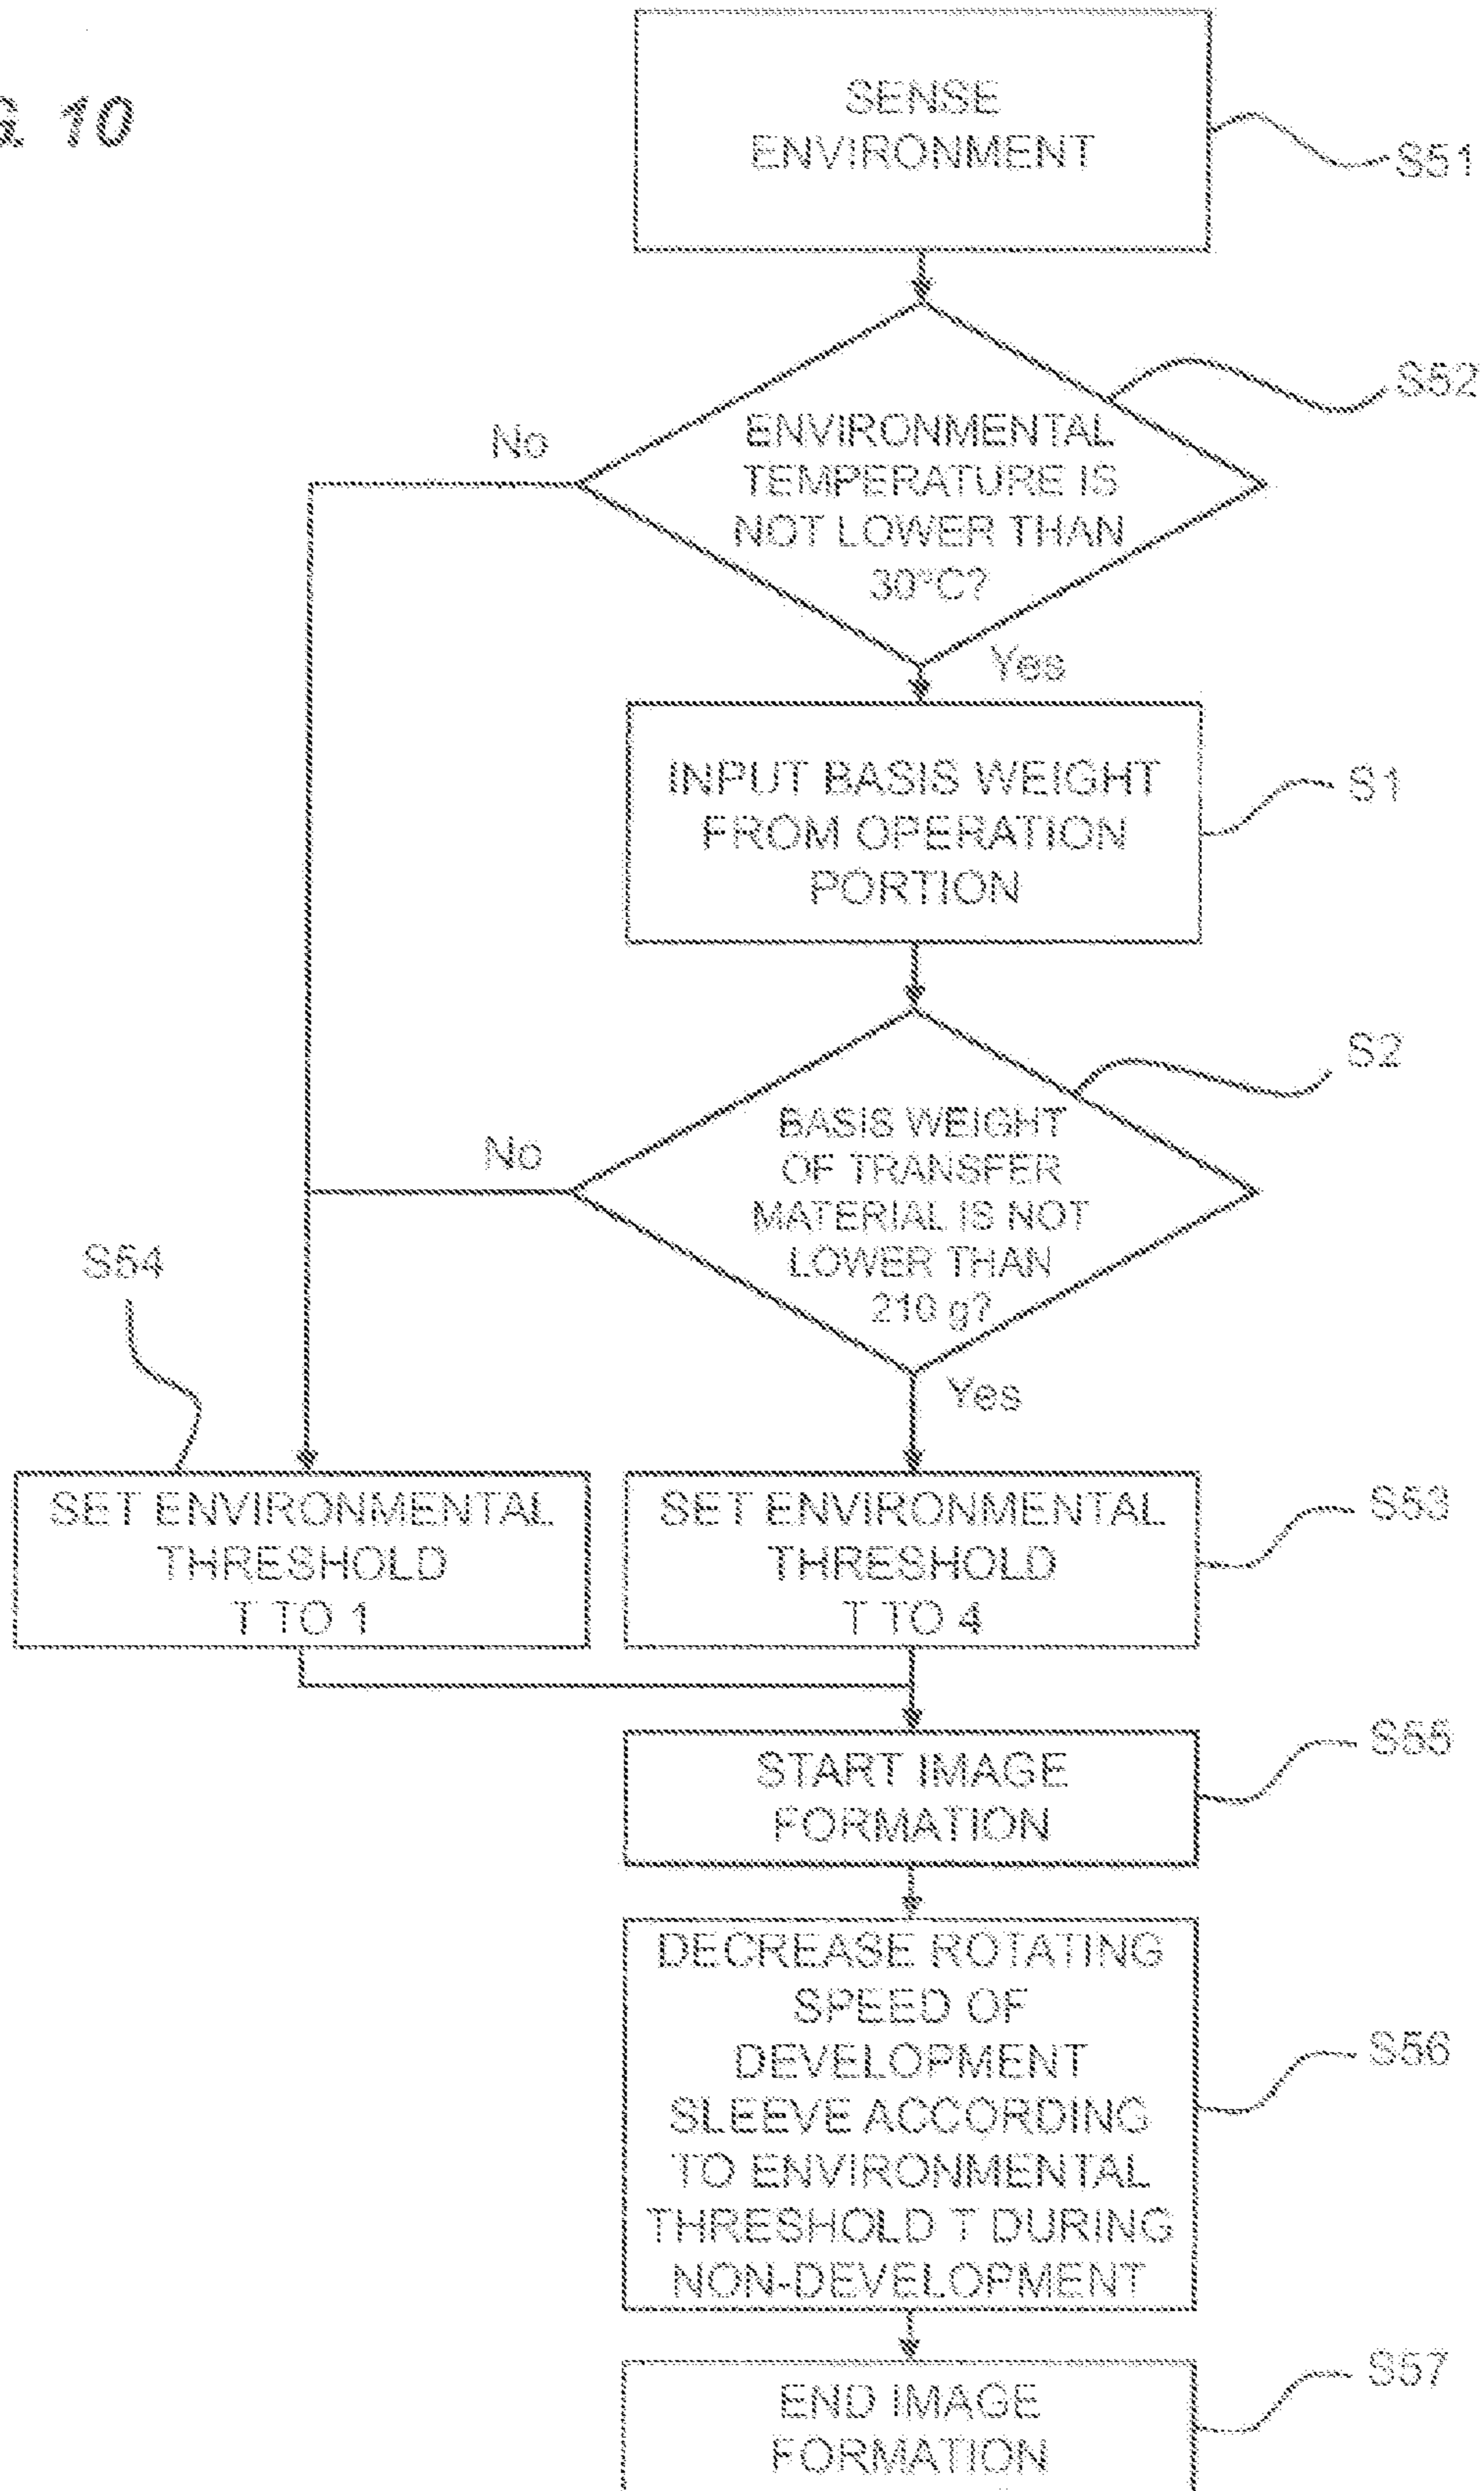 G. 10
SENSE
ENVIRONMENT
S51
S52
ENVIRONMENTAL
TEMPERATURE IS
NOT LOWER THAN
30°C?
No
Yes
INPUT BASIS WEIGHT
FROM OPERATION
PORTION
S1
S2
BASIS WEIGHT
OF TRANSFER
MATERIAL IS NOT
LOWER THAN
210 g?
No
Yes
S54
SET ENVIRONMENTAL
THRESHOLD
T TO 1
SET ENVIRONMENTAL
THRESHOLD
T TO 4
S53
START IMAGE
FORMATION
S55
DECREASE ROTATING
SPEED OF
DEVELOPMENT
SLEEVE ACCORDING
TO ENVIRONMENTAL
THRESHOLD T DURING
NON-DEVELOPMENT
S56
END IMAGE
FORMATION
S57